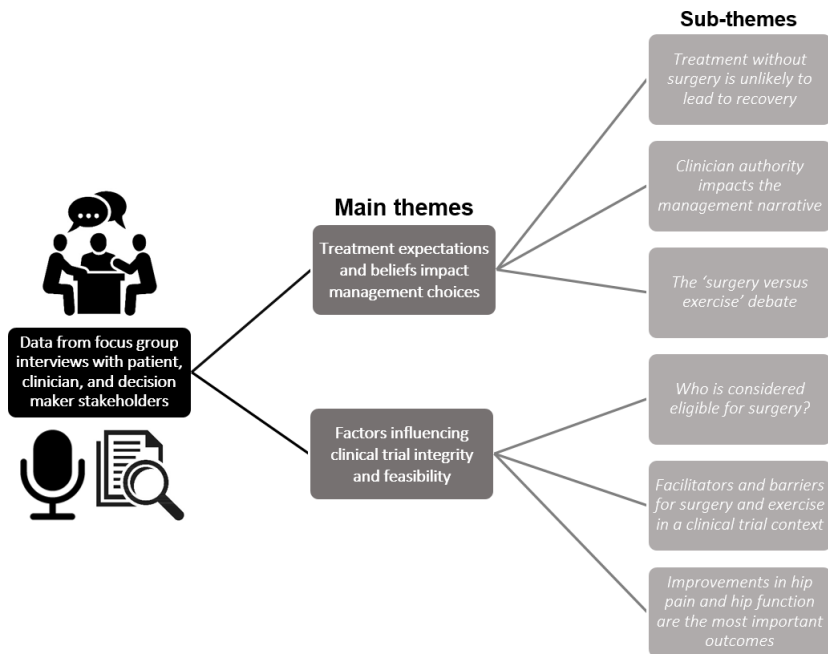 Sub-themes
Treatment without
surgery is unlikely to
lead to recovery
Clinician authority
impacts the
management narrative
Main themes
Treatment expectations
and beliefs impact
management choices
The ‘surgery versus
exercise’ debate
Data from focus group
interviews with patient,
clinician, and decision
maker stakeholders
Who is considered
eligible for surgery?
Factors influencing
clinical trial integrity
and feasibility
Facilitators and barriers
for surgery and exercise
in a clinical trial context
Improvements in hip
pain and hip function
are the most important
outcomes